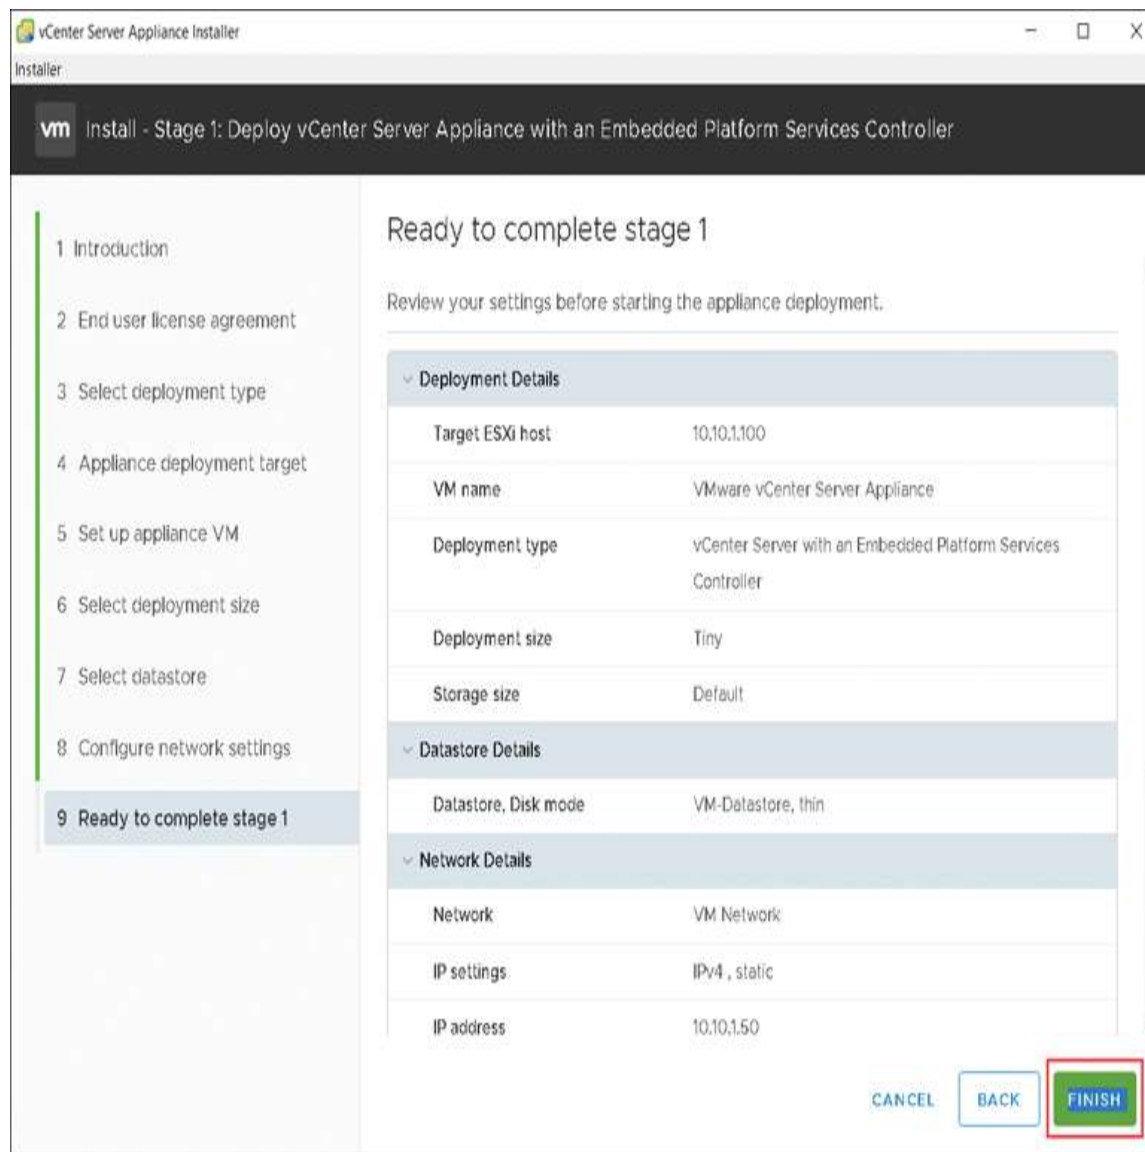 vCenter Server Appliance Installer
Installer
vm Install - Stage 1: Deploy vCenter Server Appliance with an Embedded Platform Services Controller
1 Introduction
2 End user license agreement
3 Select deployment type
4 Appliance deployment target
5 Set up appliance VM
6 Select deployment size
7 Select datastore
8 Configure network settings
9 Ready to complete stage 1
Ready to complete stage 1
Review your settings before starting the appliance deployment.
Deployment Details
Target ESXi host 10.10.1.100
VM name VMware vCenter Server Appliance
Deployment type vCenter Server with an Embedded Platform Services
Controller
Deployment size Tiny
Storage size Default
Datastore Details
Datastore, Disk mode VM-Datastore, thin
Network Details
Network VM Network
IP settings IPv4 , static
IP address 10.10.1.50
CANCEL BACK FINISH